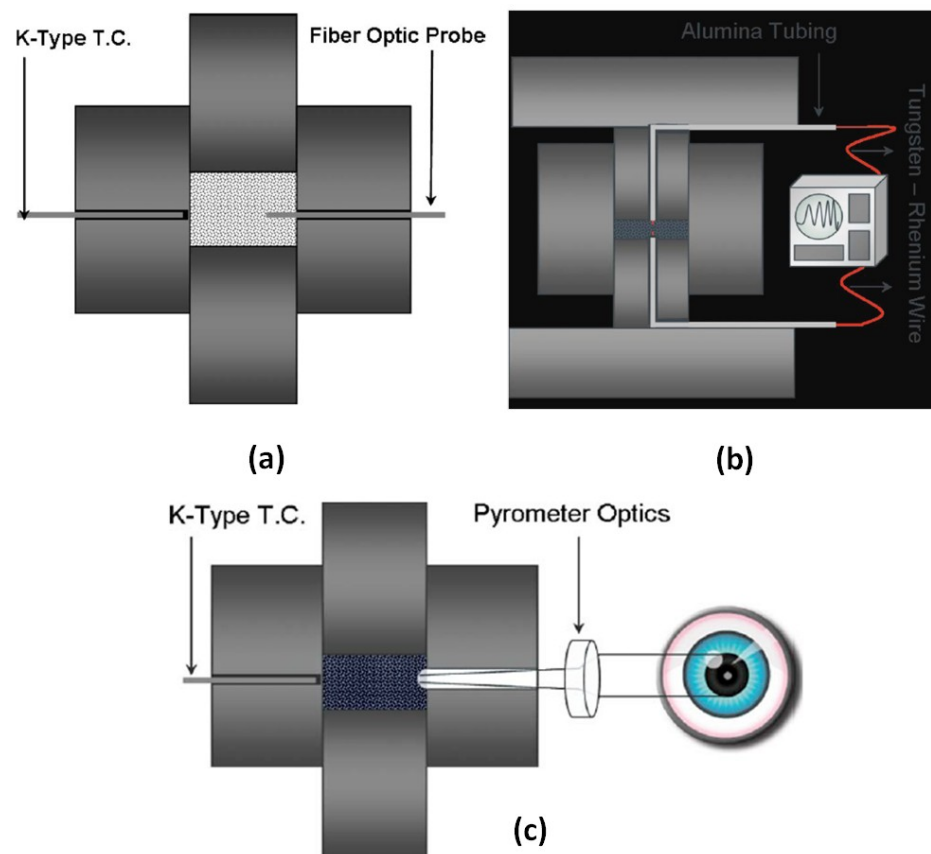 K-Type T.C.
Fiber Optic Probe
(a)
Alumina Tubing
Tungsten – Rhenium Wire
(b)
K-Type T.C.
Pyrometer Optics
(c)